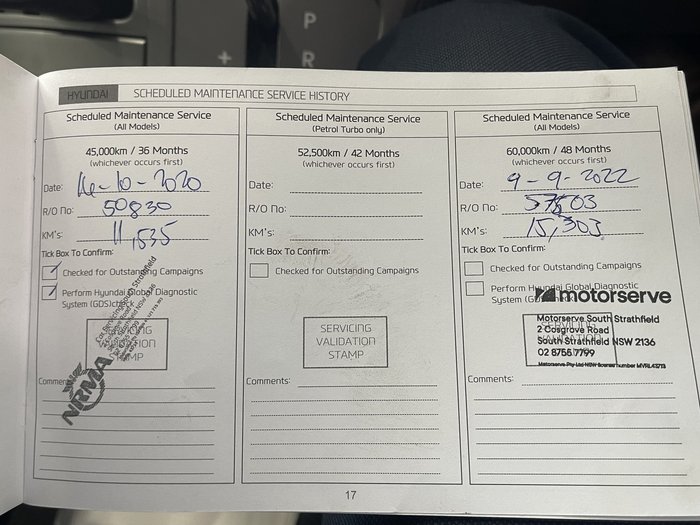 P
R
HYUNDAI SCHEDULED MAINTENANCE SERVICE HISTORY
Scheduled Maintenance Service
(All Models)
45,000km / 36 Months
(whichever occurs first)
Date: 14-10-2020
R/O No: 50830
KM's: 11,535
Tick Box To Confirm:
Checked for Outstanding Campaigns
Perform Hyundai Global Diagnostic
System (GDS)
NRMA
Comments:
Scheduled Maintenance Service
(Petrol Turbo only)
52,500km / 42 Months
(whichever occurs first)
Date:
R/O No:
KM's:
Tick Box To Confirm:
Checked for Outstanding Campaigns
SERVICING
VALIDATION
STAMP
Comments:
Scheduled Maintenance Service
(All Models)
60,000km / 48 Months
(whichever occurs first)
Date: 9-9-2022
R/O No:
KM's: 15,303
Tick Box To Confirm:
Checked for Outstanding Campaigns
Perform Hyundai Global Diagnostic
System
motorserve
Motorserve South Strathfield
2 Cosgrove Road
South Strathfield NSW 2136
02 8756 7799
Comments:
17